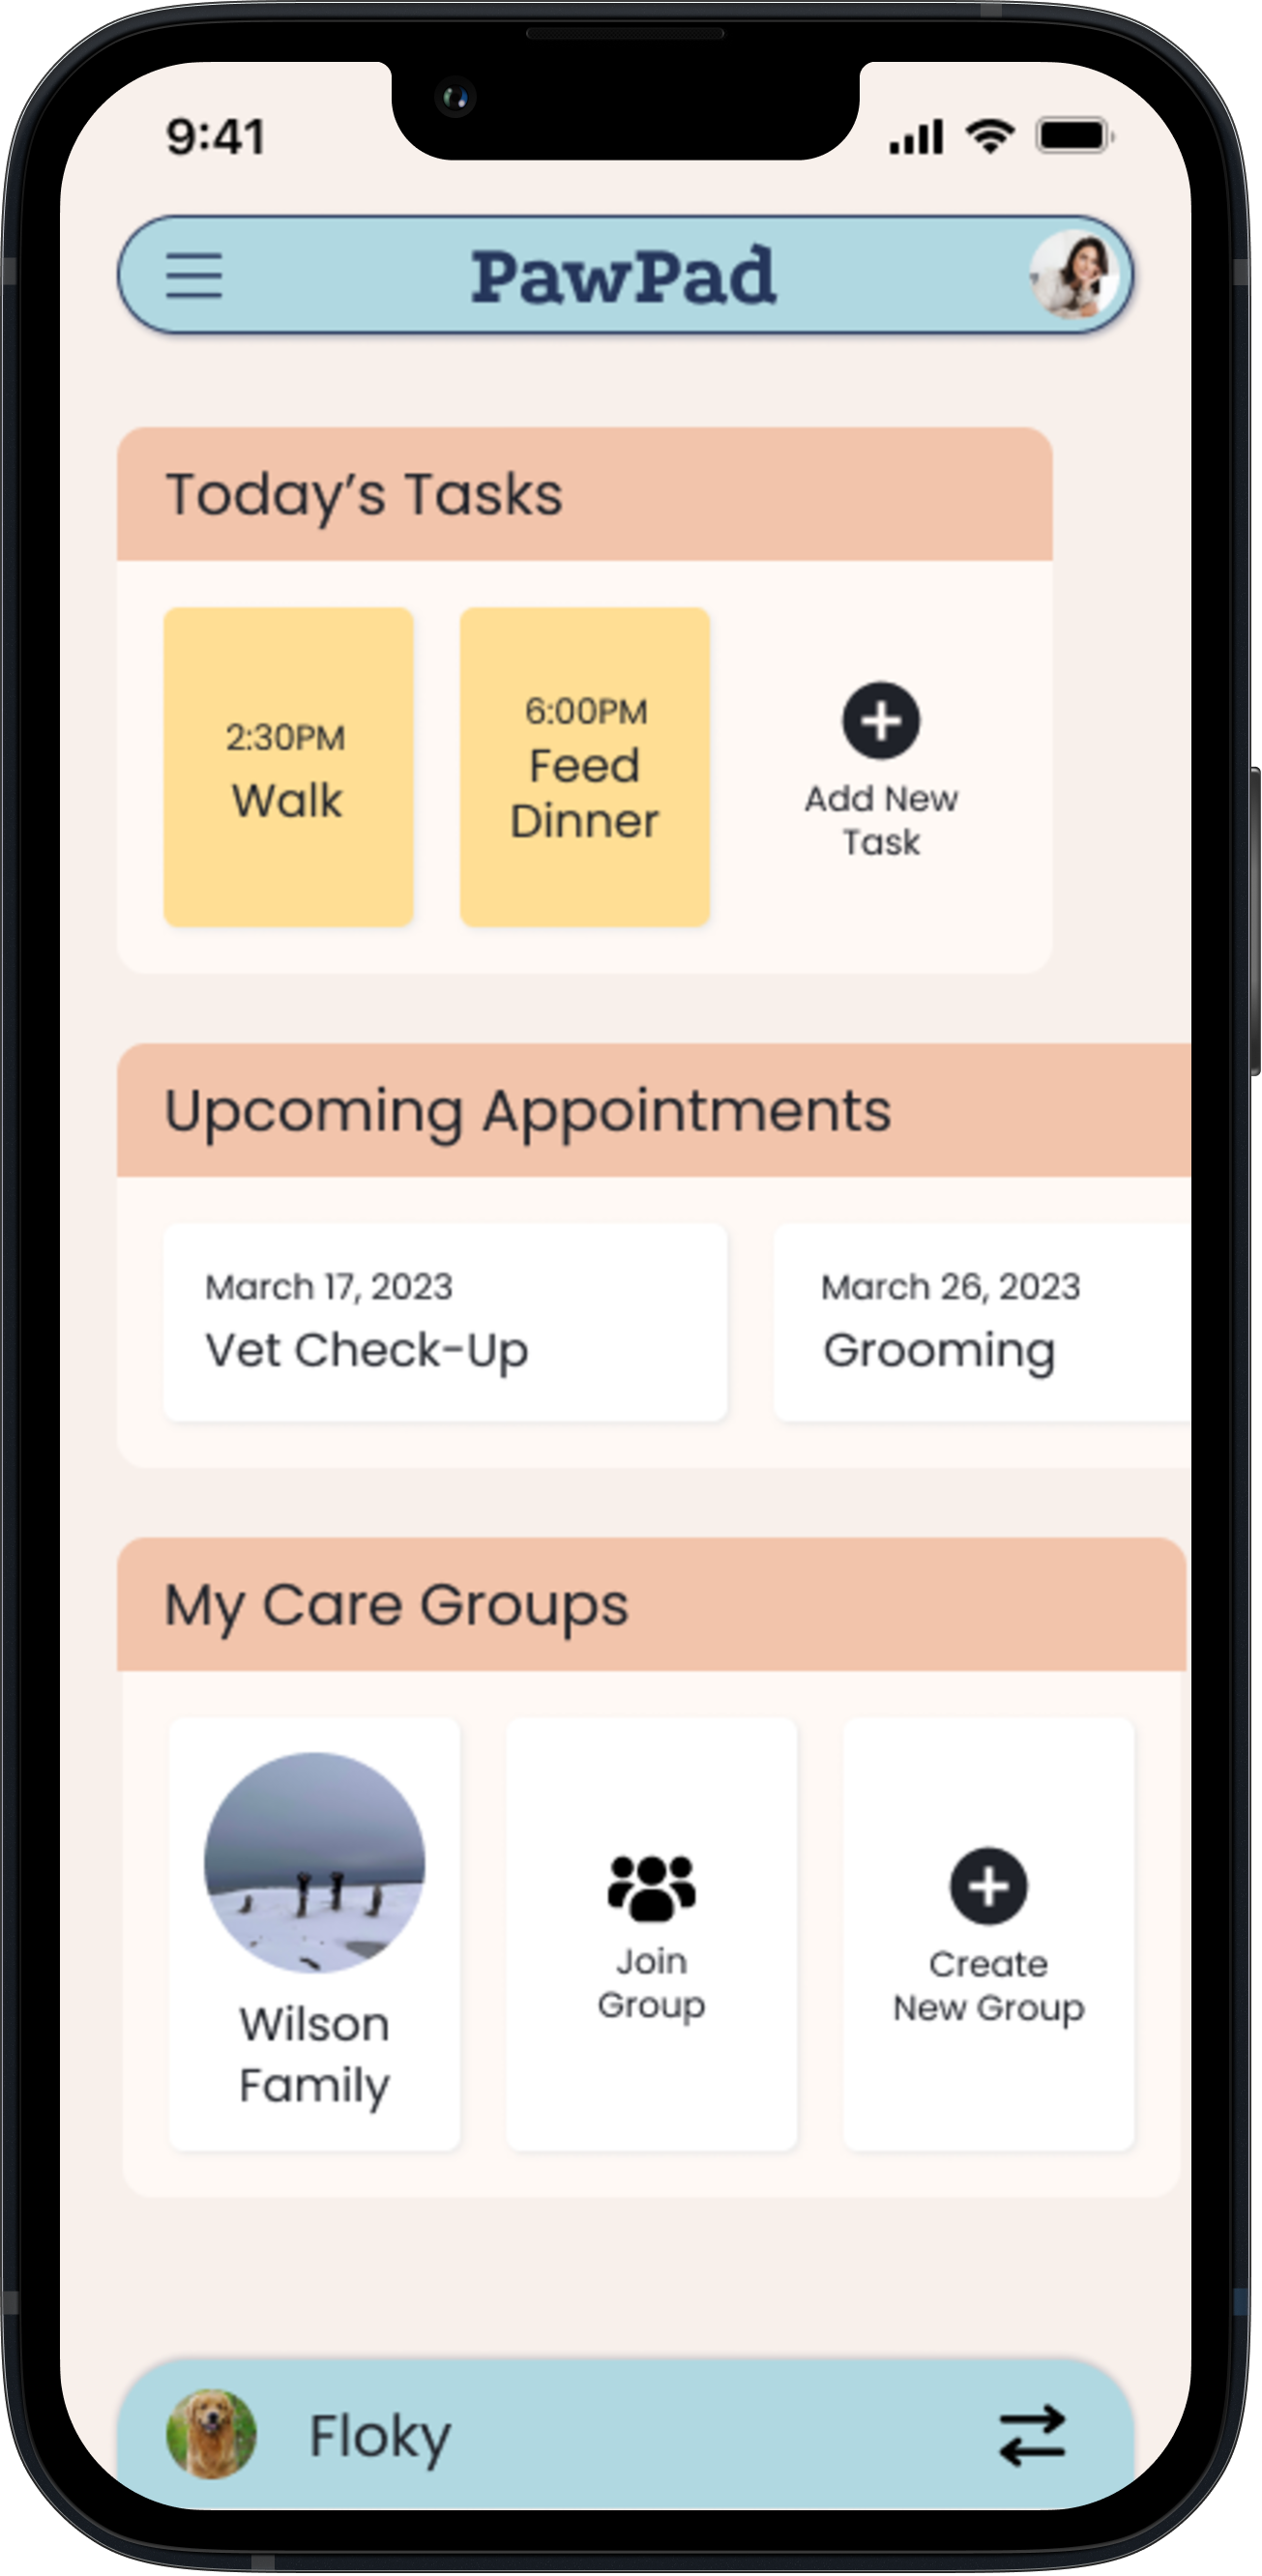 9:41
PawPad
Today’s Tasks
2:30PM
Walk
6:00PM
Feed
Dinner
Add New
Task
Upcoming Appointments
March 17, 2023
Vet Check-Up
March 26, 2023
Grooming
My Care Groups
Wilson
Family
Join
Group
Create
New Group
Floky